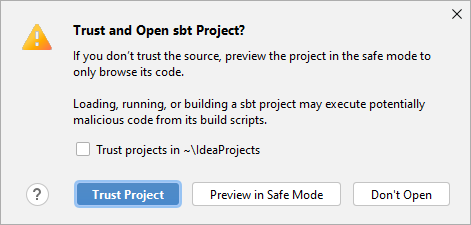 Trust and Open sbt Project?
If you don't trust the source, preview the project in the safe mode to
only browse its code.
Loading, running, or building a sbt project may execute potentially
malicious code from its build scripts.
Trust projects in ~\IdeaProjects
?
Trust Project
Preview in Safe Mode
Don't Open